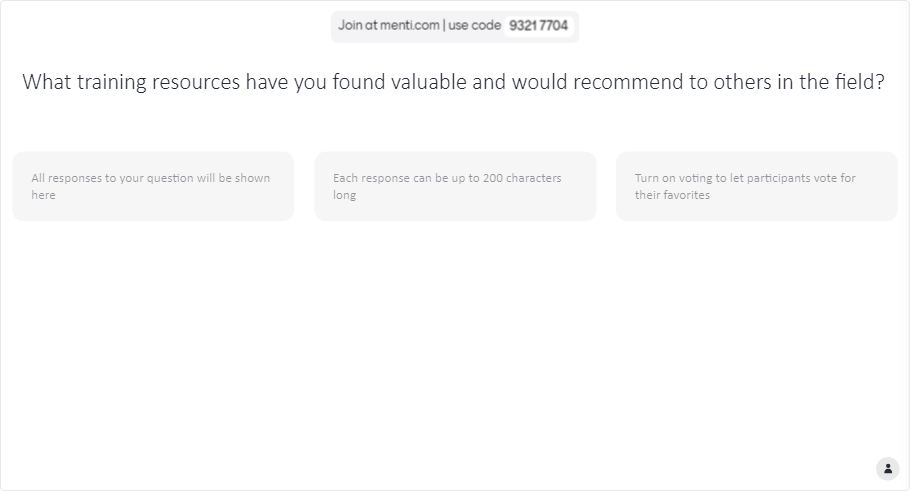 Join at menti.com | use code 9321 7704
What training resources have you found valuable and would recommend to others in the field?
All responses to your question will be shown
here
Each response can be up to 200 characters
long
Turn on voting to let participants vote for
their favorites